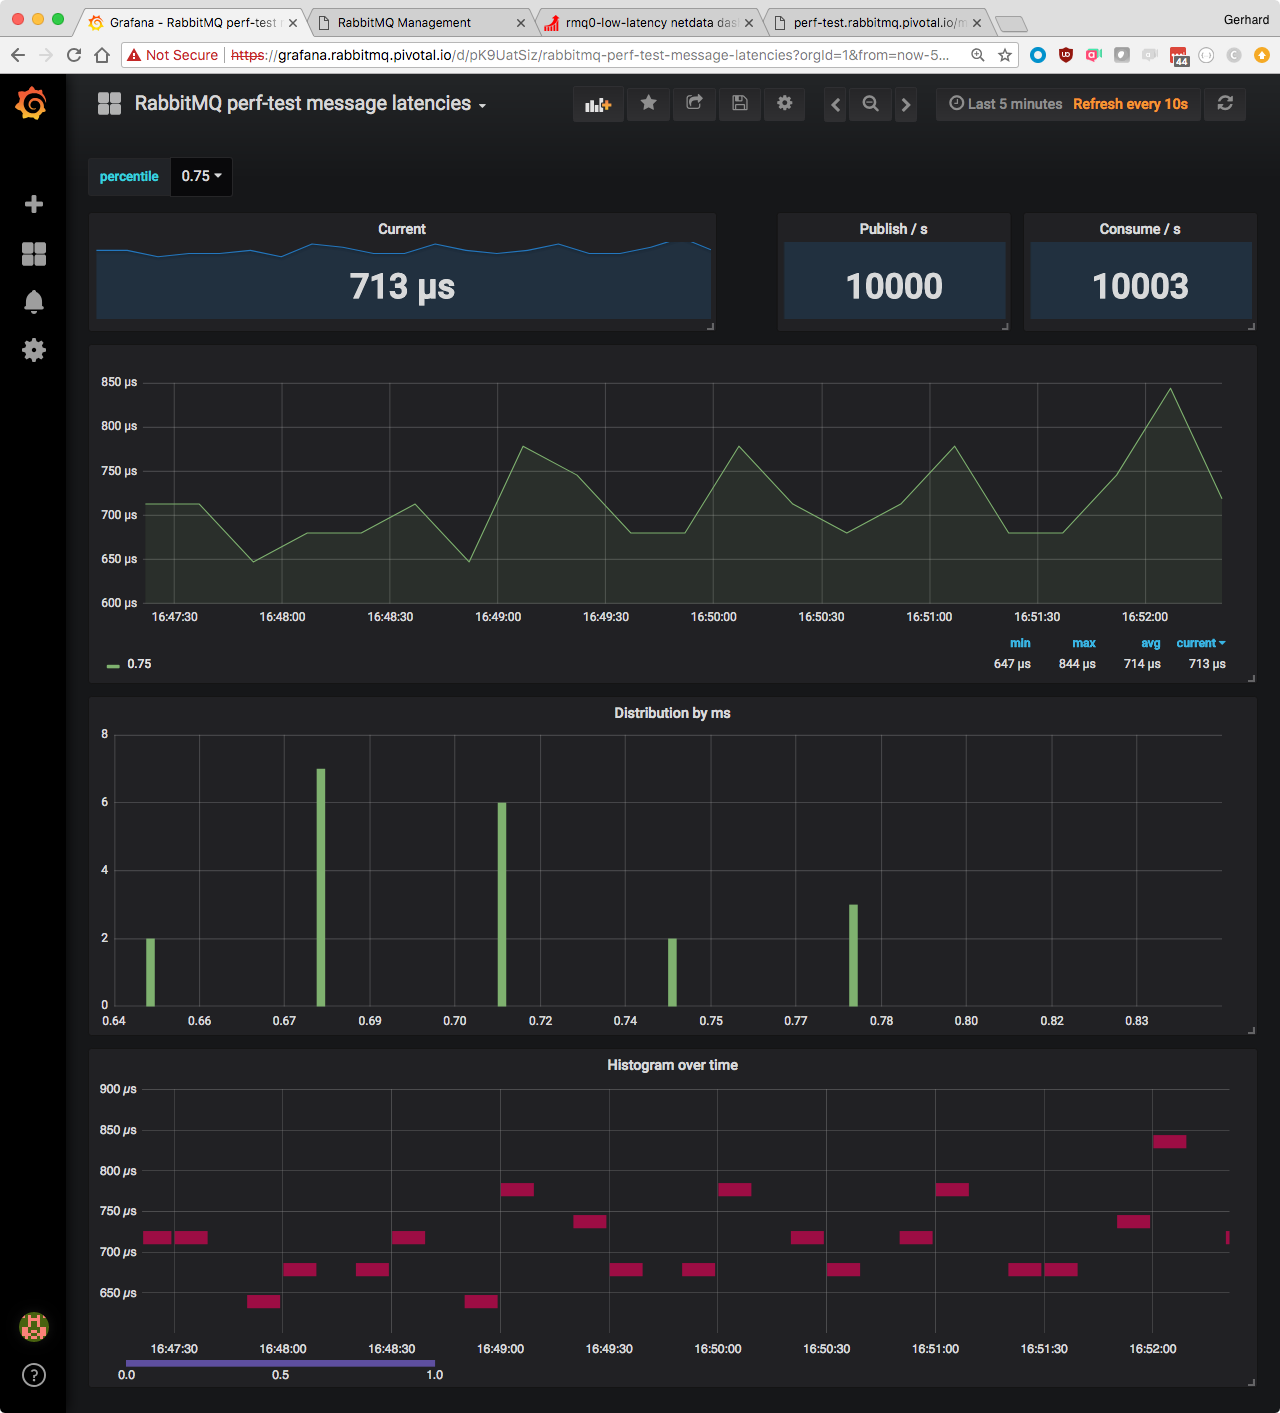 Grafana - RabbitMQ perf-test
RabbitMQ Management
rmq0-low-latency netdata das
perf-test.rabbitmq.pivotal.io/m
Gerhard
Not Secure
https://grafana.rabbitmq.pivotal.io/d/pK9UatSiz/rabbitmq-perf-test-message-latencies?orgId=1&from=now-5...
44
RabbitMQ perf-test message latencies
Last 5 minutes Refresh every 10s
percentile 0.75
Current
713 µs
Publish / s
10000
Consume / s
10003
850 µs
800 µs
750 µs
700 µs
650 µs
600 µs
16:47:30 16:48:00 16:48:30 16:49:00 16:49:30 16:50:00 16:50:30 16:51:00 16:51:30 16:52:00
min max avg current
0.75 647 µs 844 µs 714 µs 713 µs
Distribution by ms
8
6
4
2
0
0.64 0.66 0.67 0.69 0.70 0.72 0.74 0.75 0.77 0.78 0.80 0.82 0.83
Histogram over time
900 µs
850 µs
800 µs
750 µs
700 µs
650 µs
16:47:30 16:48:00 16:48:30 16:49:00 16:49:30 16:50:00 16:50:30 16:51:00 16:51:30 16:52:00
0.0 0.5 1.0